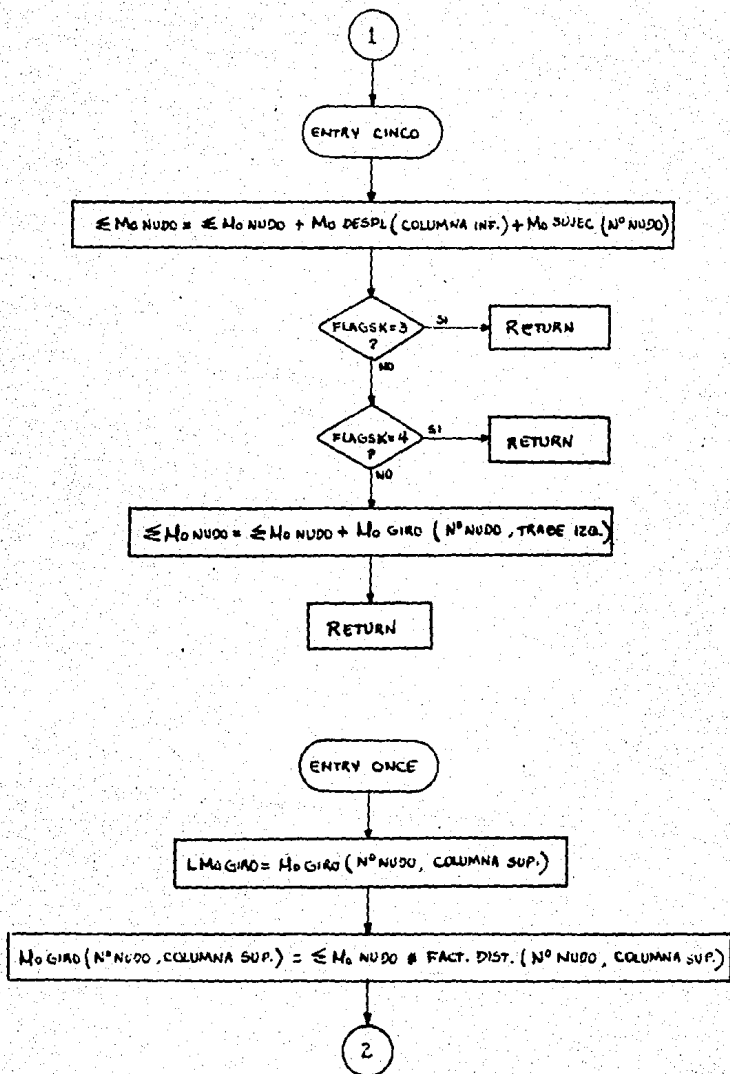 1
ENTRY CINCO
≤ Mo NUDO = ≤ Mo NUDO + Mo DESPL (COLUMNA INF.) + Mo SUJEC (Nº NUDO)
FLAGSK=3
?
SI
RETURN
NO
FLAGSK=4
?
SI
RETURN
NO
≤ Mo NUDO = ≤ Mo NUDO + Mo GIRO (Nº NUDO, TRABE IZQ.)
RETURN
ENTRY ONCE
LMo GIRO = Mo GIRO (Nº NUDO, COLUMNA SUP.)
Mo GIRO (Nº NUDO, COLUMNA SUP.) = ≤ Mo NUDO * FACT. DIST. (Nº NUDO, COLUMNA SUP.)
2